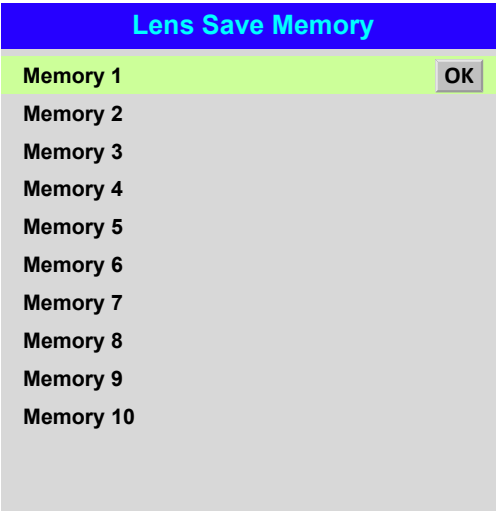 Lens Save Memory
Memory 1 OK
Memory 2
Memory 3
Memory 4
Memory 5
Memory 6
Memory 7
Memory 8
Memory 9
Memory 10